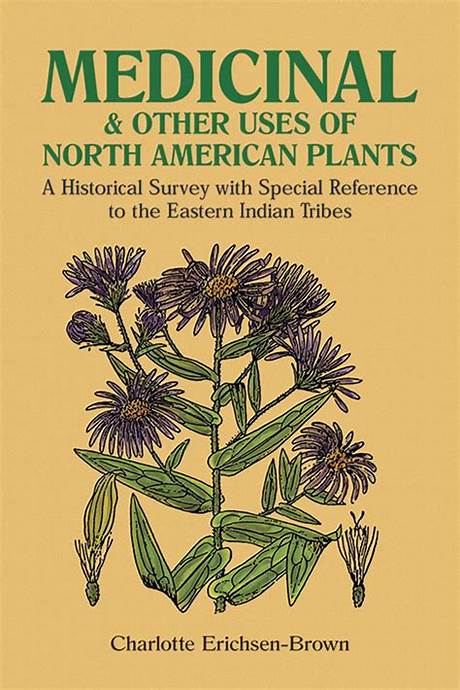 MEDICINAL
& OTHER USES OF
NORTH AMERICAN PLANTS
A Historical Survey with Special Reference
to the Eastern Indian Tribes
Charlotte Erichsen-Brown